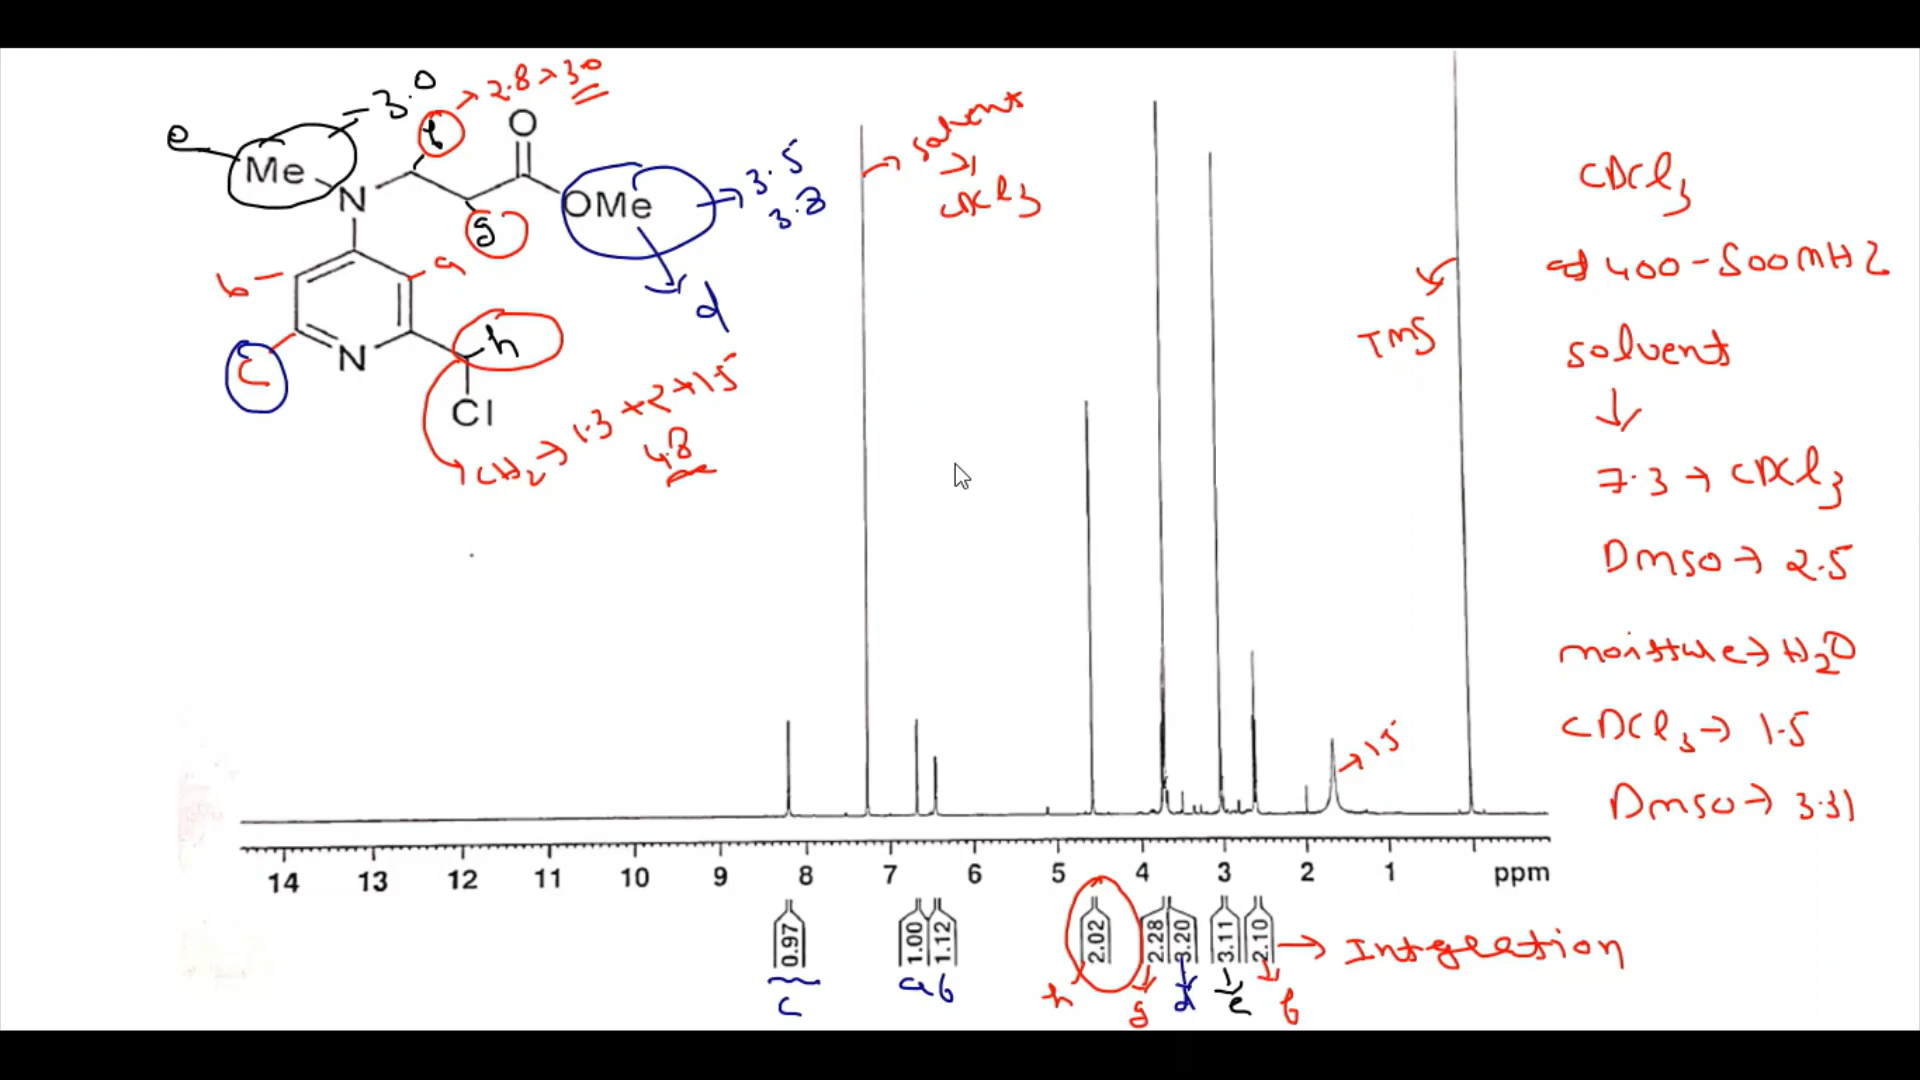 e
Me
3.0
f → 2.8 → 3.0
O
N
g
OMe
→ 3.5
3.8
d
b
a
c
N
h
Cl
CH2 → 1.3 + 2 + 1.5
4.8
→ solvent
CDCl3
TMS
→ 1.5
CDCl3
400-500MHZ
solvent
↓
7.3 → CDCl3
DMSO → 2.5
moisture → H2O
CDCl3 → 1.5
DMSO → 3.31
14 13 12 11 10 9 8 7 6 5 4 3 2 1 ppm
0.97 1.00 1.12 2.02 2.28 3.20 3.11 2.10 → Integration
c a b h g d e f